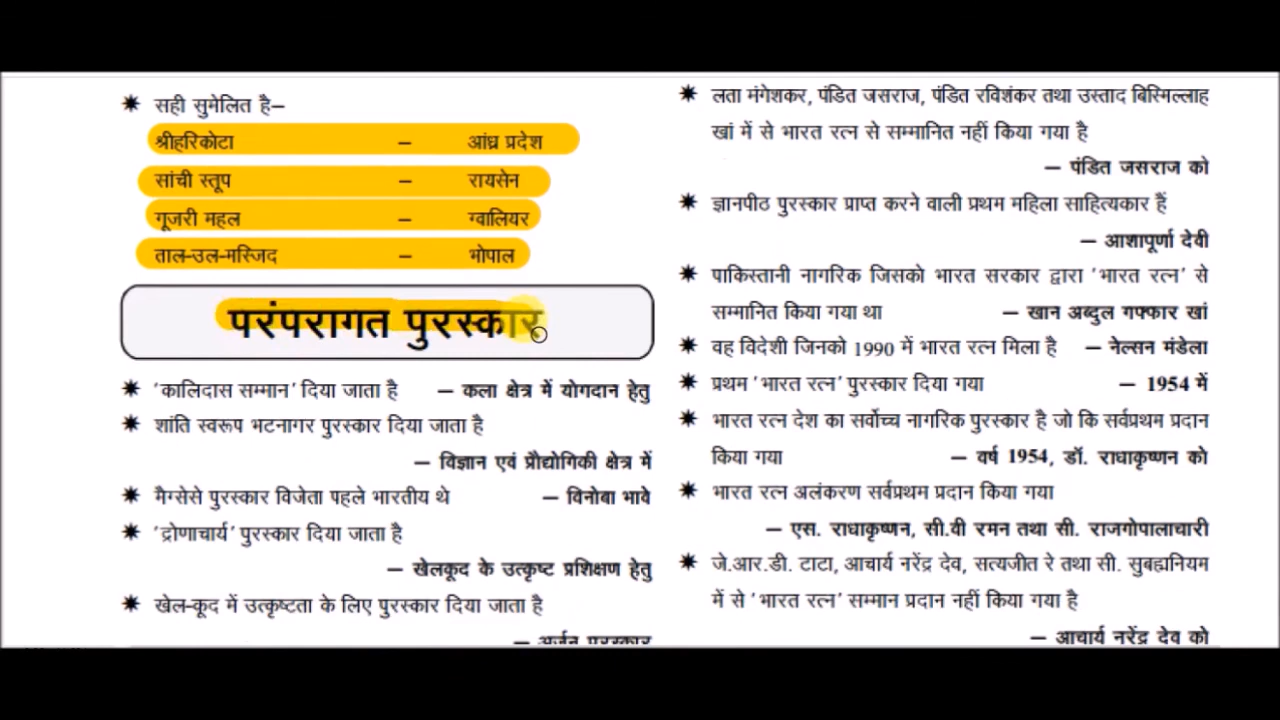 ✷ सही सुमेलित है–
श्रीहरिकोटा – आंध्र प्रदेश
सांची स्तूप – रायसेन
गूजरी महल – ग्वालियर
ताल-उल-मस्जिद – भोपाल
परंपरागत पुरस्कार
✷ 'कालिदास सम्मान' दिया जाता है – कला क्षेत्र में योगदान हेतु
✷ शांति स्वरूप भटनागर पुरस्कार दिया जाता है
– विज्ञान एवं प्रौद्योगिकी क्षेत्र में
✷ मैग्सेसे पुरस्कार विजेता पहले भारतीय थे – विनोबा भावे
✷ 'द्रोणाचार्य' पुरस्कार दिया जाता है
– खेलकूद के उत्कृष्ट प्रशिक्षण हेतु
✷ खेल-कूद में उत्कृष्टता के लिए पुरस्कार दिया जाता है
– अर्जुन पुरस्कार
✷ लता मंगेशकर, पंडित जसराज, पंडित रविशंकर तथा उस्ताद बिस्मिल्लाह
खां में से भारत रत्न से सम्मानित नहीं किया गया है
– पंडित जसराज को
✷ ज्ञानपीठ पुरस्कार प्राप्त करने वाली प्रथम महिला साहित्यकार हैं
– आशापूर्णा देवी
✷ पाकिस्तानी नागरिक जिसको भारत सरकार द्वारा 'भारत रत्न' से
सम्मानित किया गया था – खान अब्दुल गफ्फार खां
✷ वह विदेशी जिनको 1990 में भारत रत्न मिला है – नेल्सन मंडेला
✷ प्रथम 'भारत रत्न' पुरस्कार दिया गया – 1954 में
✷ भारत रत्न देश का सर्वोच्च नागरिक पुरस्कार है जो कि सर्वप्रथम प्रदान
किया गया – वर्ष 1954, डॉ. राधाकृष्णन को
✷ भारत रत्न अलंकरण सर्वप्रथम प्रदान किया गया
– एस. राधाकृष्णन, सी.वी रमन तथा सी. राजगोपालाचारी
✷ जे.आर.डी. टाटा, आचार्य नरेंद्र देव, सत्यजीत रे तथा सी. सुबह्मनियम
में से 'भारत रत्न' सम्मान प्रदान नहीं किया गया है
– आचार्य नरेंद्र देव को